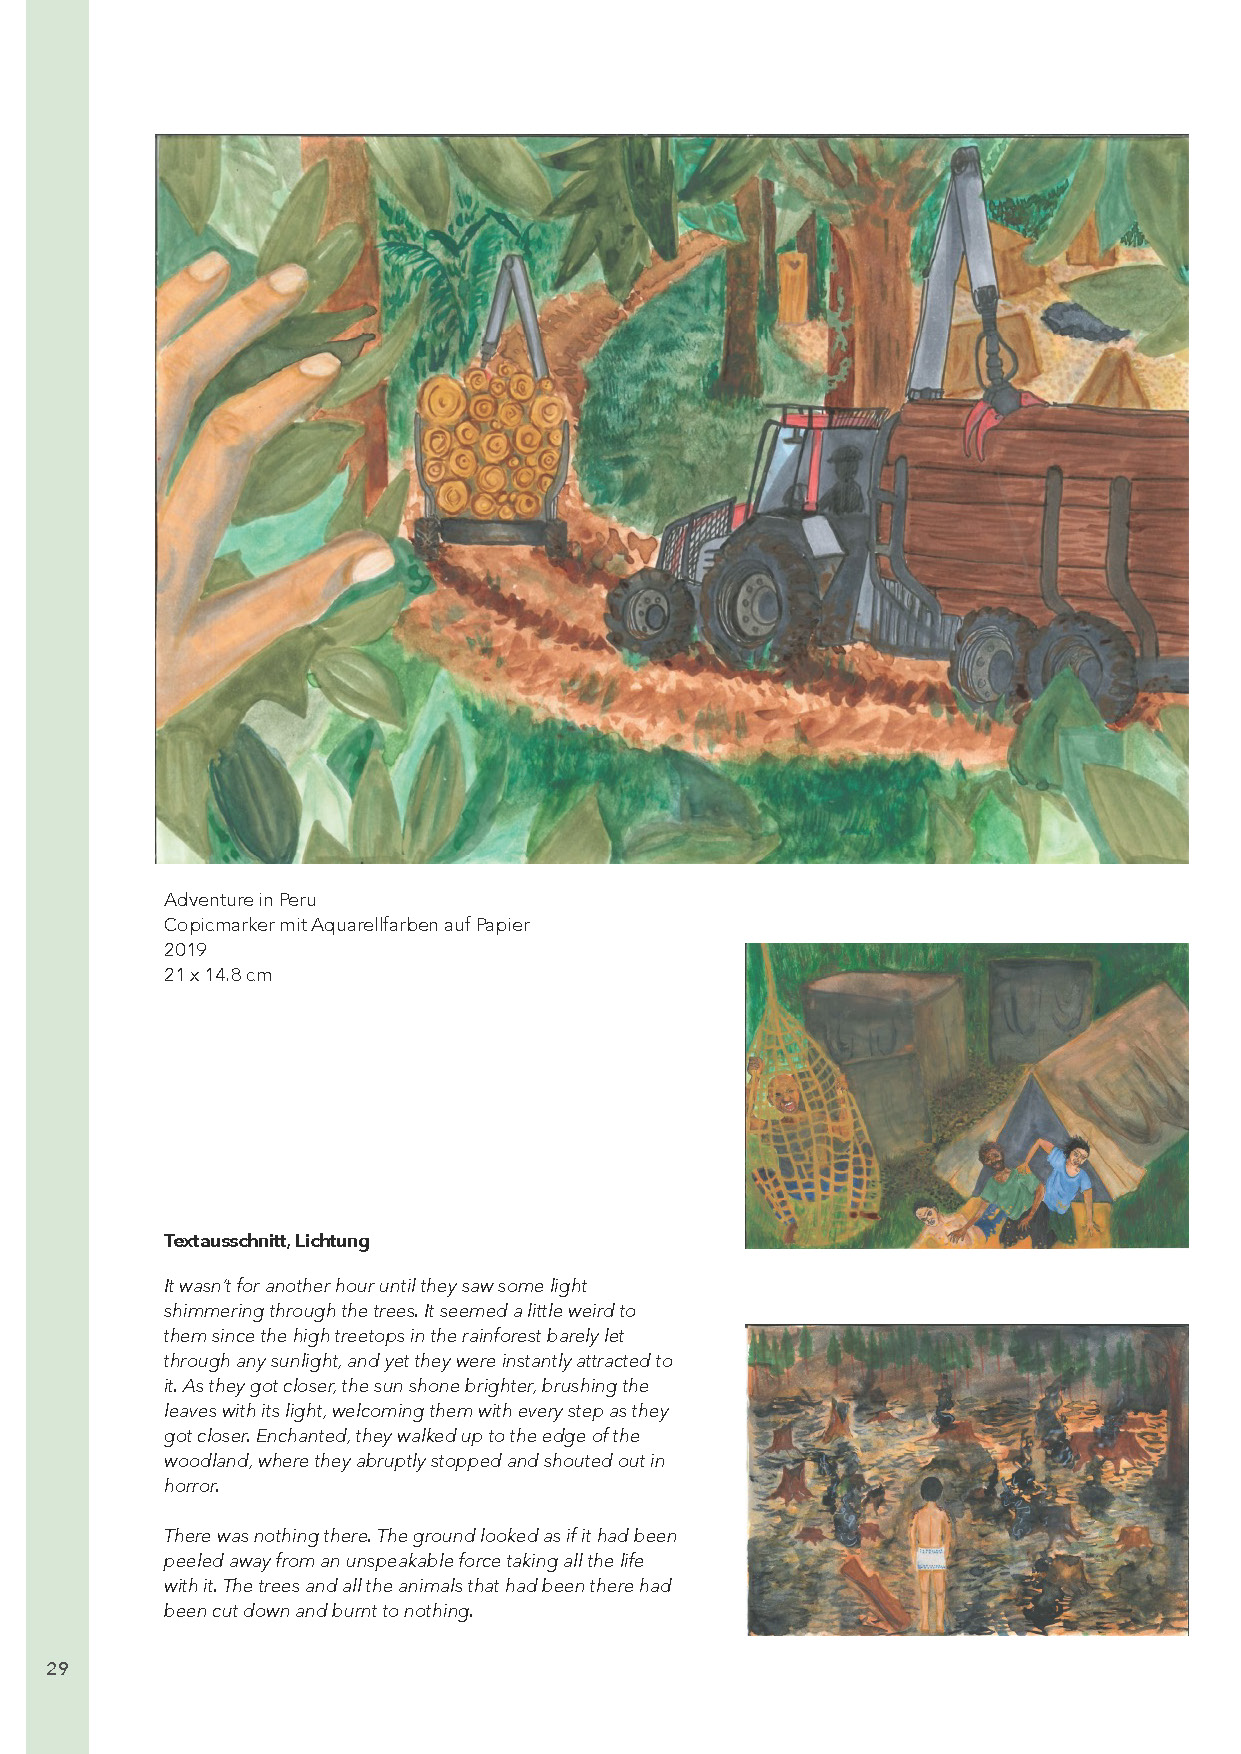 Adventure in Peru
Copicmarker mit Aquarellfarben auf Papier
2019
21 x 14.8 cm
Textausschnitt, Lichtung
It wasn't for another hour until they saw some light
shimmering through the trees. It seemed a little weird to
them since the high treetops in the rainforest barely let
through any sunlight, and yet they were instantly attracted to
it. As they got closer, the sun shone brighter, brushing the
leaves with its light, welcoming them with every step as they
got closer. Enchanted, they walked up to the edge of the
woodland, where they abruptly stopped and shouted out in
horror.
There was nothing there. The ground looked as if it had been
peeled away from an unspeakable force taking all the life
with it. The trees and all the animals that had been there had
been cut down and burnt to nothing.
29